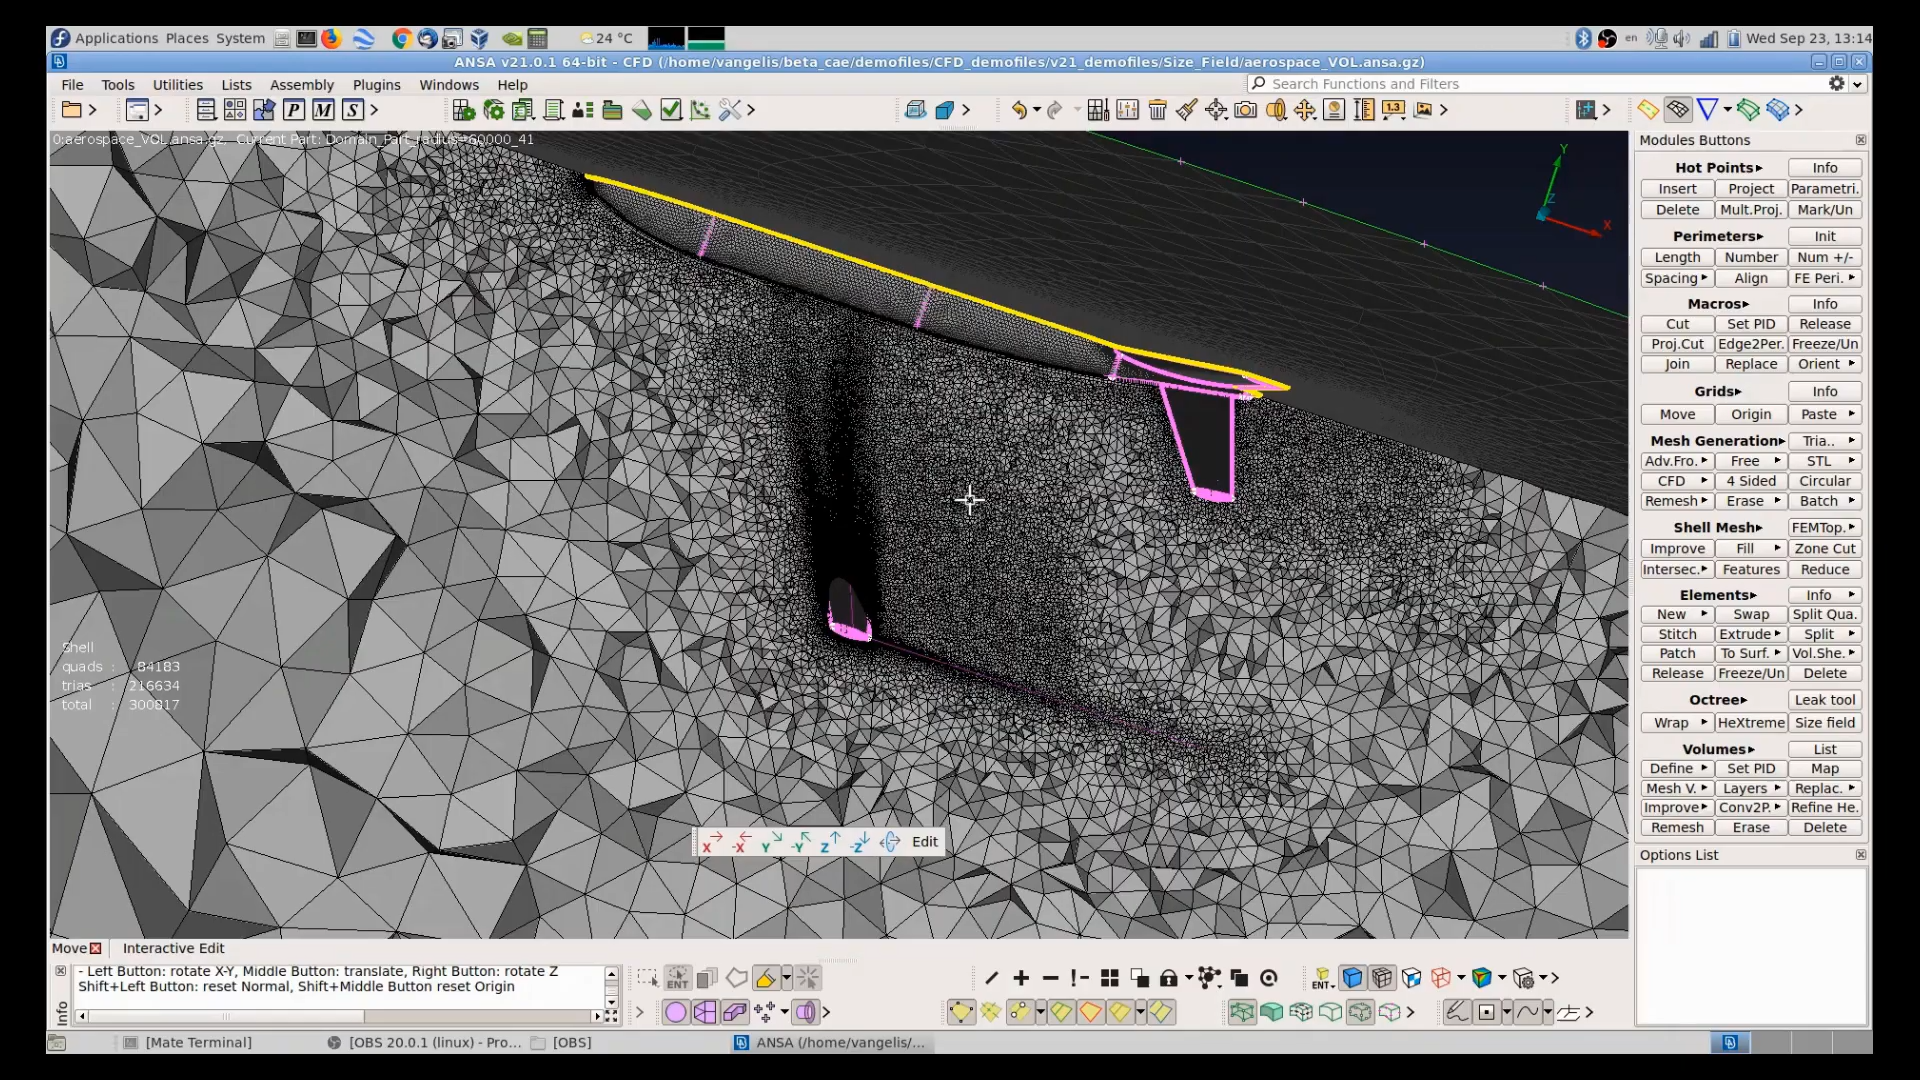 Applications Places System
24 °C
en
Wed Sep 23, 13:14
ANSA v21.0.1 64-bit - CFD (/home/vangelis/beta_cae/demofiles/CFD_demofiles/v21_demofiles/Size_Field/aerospace_VOL.ansa.gz)
File Tools Utilities Lists Assembly Plugins Windows Help
Search Functions and Filters
P M S
1.3
0:aerospace_VOL.ansa.gz, Current Part: Domain_Part_radius=60000_41
Y
Z
X
Shell
quads : 84183
trias : 216634
total : 300817
X -X Y -Y Z -Z Edit
Modules Buttons
Hot Points Info
Insert Project Parametri.
Delete Mult.Proj. Mark/Un
Perimeters Init
Length Number Num +/-
Spacing Align FE Peri.
Macros Info
Cut Set PID Release
Proj.Cut Edge2Per. Freeze/Un
Join Replace Orient
Grids Info
Move Origin Paste
Mesh Generation Tria..
Adv.Fro. Free STL
CFD 4 Sided Circular
Remesh Erase Batch
Shell Mesh FEMTop.
Improve Fill Zone Cut
Intersec. Features Reduce
Elements Info
New Swap Split Qua.
Stitch Extrude Split
Patch To Surf. Vol.She.
Release Freeze/Un Delete
Octree Leak tool
Wrap HeXtreme Size field
Volumes List
Define Set PID Map
Mesh V. Layers Replac.
Improve Conv2P. Refine He.
Remesh Erase Delete
Options List
Move Interactive Edit
- Left Button: rotate X-Y, Middle Button: translate, Right Button: rotate Z
Shift+Left Button: reset Normal, Shift+Middle Button reset Origin
Info
ENT
ENT
[Mate Terminal]
[OBS 20.0.1 (linux) - Pro...
[OBS]
ANSA (/home/vangelis/...